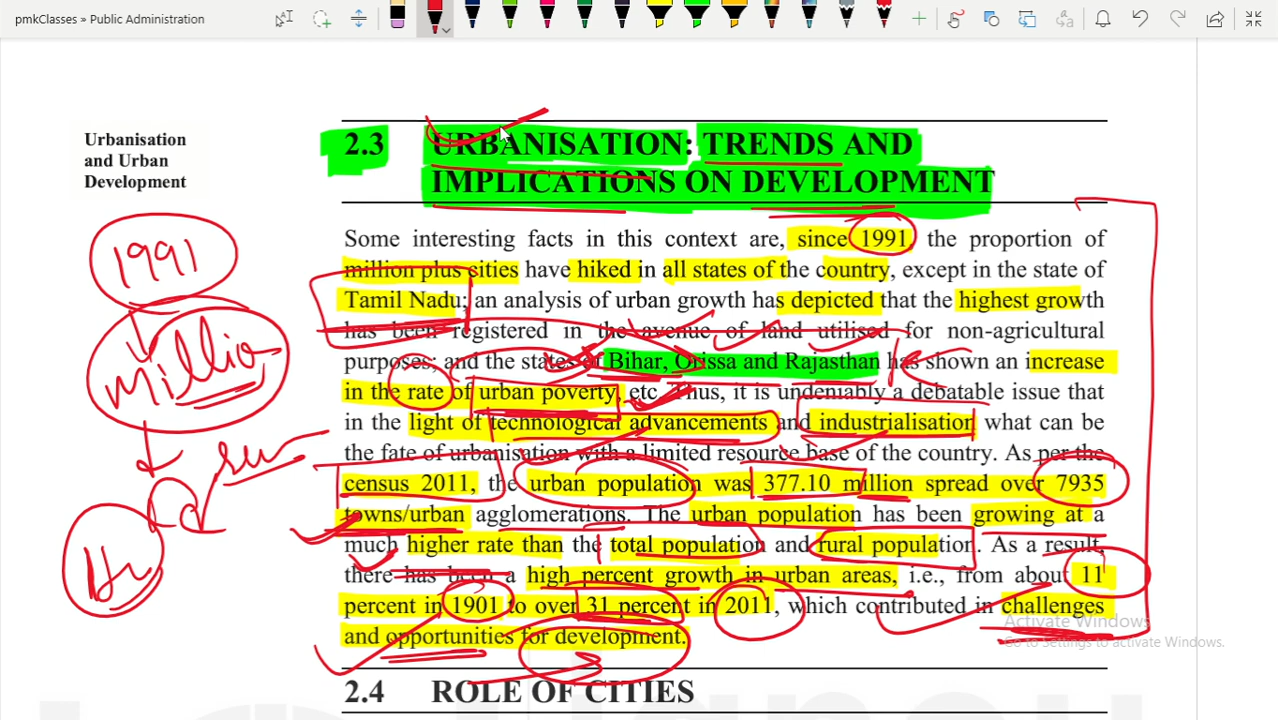 pmkClasses » Public Administration
Urbanisation
and Urban
Development
2.3 URBANISATION: TRENDS AND
IMPLICATIONS ON DEVELOPMENT
Some interesting facts in this context are, since 1991, the proportion of
million plus cities have hiked in all states of the country, except in the state of
Tamil Nadu; an analysis of urban growth has depicted that the highest growth
has been registered in the avenue of land utilised for non-agricultural
purposes; and the states of Bihar, Orissa and Rajasthan has shown an increase
in the rate of urban poverty, etc. Thus, it is undeniably a debatable issue that
in the light of technological advancements and industrialisation, what can be
the fate of urbanisation with a limited resource base of the country. As per the
census 2011, the urban population was 377.10 million spread over 7935
towns/urban agglomerations. The urban population has been growing at a
much higher rate than the total population and rural population. As a result,
there has been a high percent growth in urban areas, i.e., from about 11
percent in 1901 to over 31 percent in 2011, which contributed in challenges
and opportunities for development.
1991
Activate Windows
Go to Settings to activate Windows.
2.4 ROLE OF CITIES